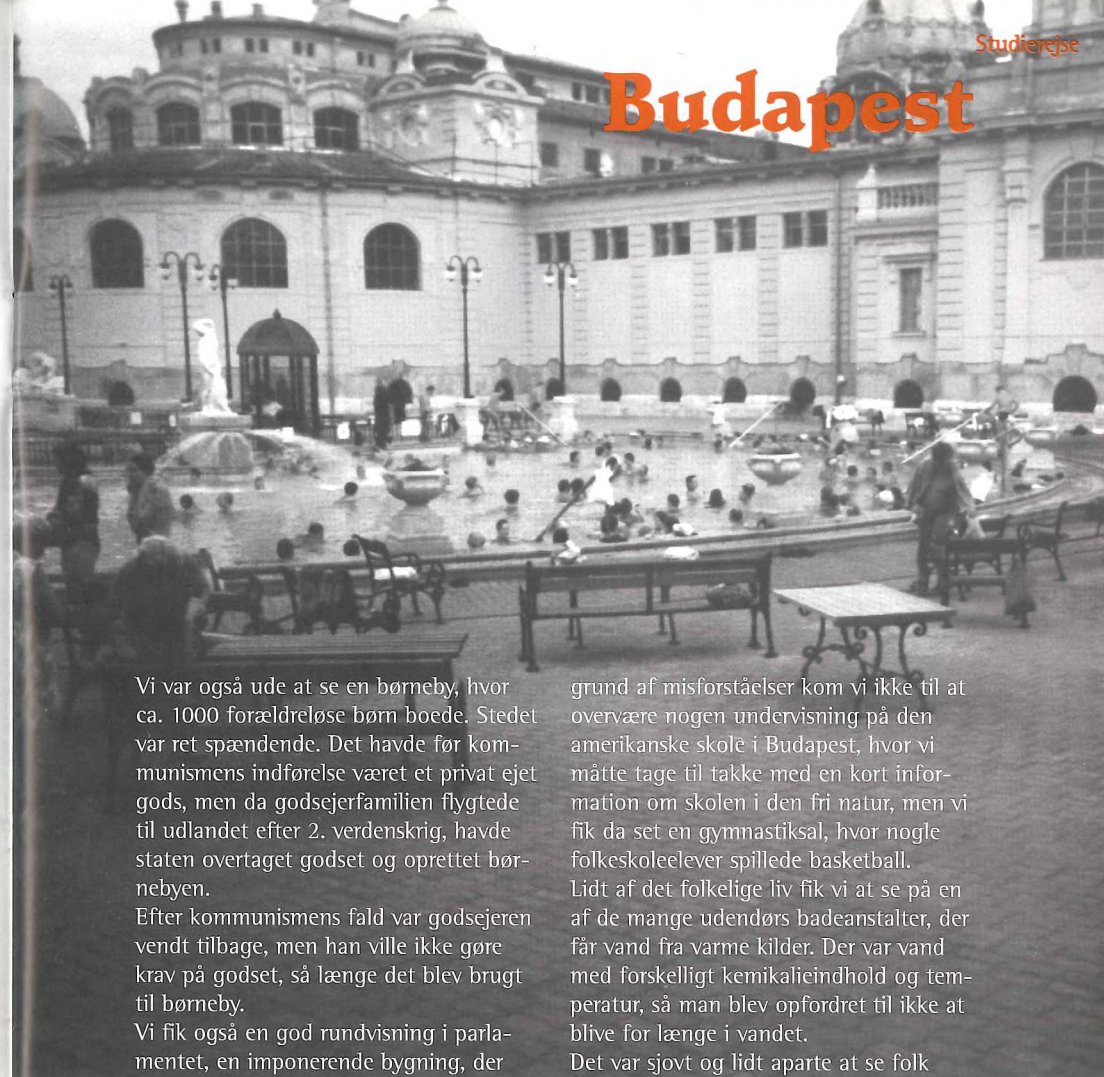 Studierejse
Budapest
Vi var også ude at se en børneby, hvor
ca. 1000 forældreløse børn boede. Stedet
var ret spændende. Det havde før kom-
munismens indførelse været et privat ejet
gods, men da godsejerfamilien flygtede
til udlandet efter 2. verdenskrig, havde
staten overtaget godset og oprettet bør-
nebyen.
Efter kommunismens fald var godsejeren
vendt tilbage, men han ville ikke gøre
krav på godset, så længe det blev brugt
til børneby.
Vi fik også en god rundvisning i parla-
mentet, en imponerende bygning, der
grund af misforståelser kom vi ikke til at
overvære nogen undervisning på den
amerikanske skole i Budapest, hvor vi
måtte tage til takke med en kort infor-
mation om skolen i den fri natur, men vi
fik da set en gymnastiksal, hvor nogle
folkeskoleelever spillede basketball.
Lidt af det folkelige liv fik vi at se på en
af de mange udendørs badeanstalter, der
får vand fra varme kilder. Der var vand
med forskelligt kemikalieindhold og tem-
peratur, så man blev opfordret til ikke at
blive for længe i vandet.
Det var sjovt og lidt aparte at se folk